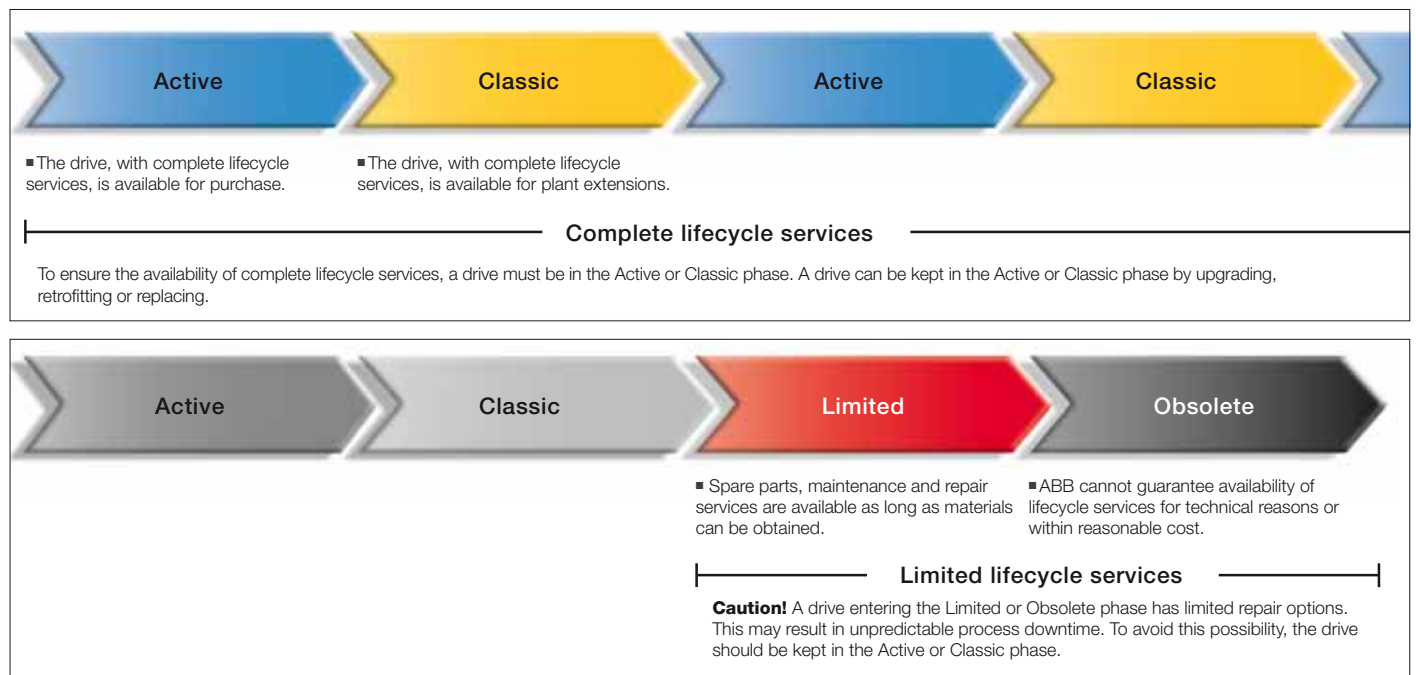 Active
Classic
Active
Classic
■ The drive, with complete lifecycle
services, is available for purchase.
■ The drive, with complete lifecycle
services, is available for plant extensions.
Complete lifecycle services
To ensure the availability of complete lifecycle services, a drive must be in the Active or Classic phase. A drive can be kept in the Active or Classic phase by upgrading,
retrofitting or replacing.
Active
Classic
Limited
Obsolete
■ Spare parts, maintenance and repair
services are available as long as materials
can be obtained.
■ ABB cannot guarantee availability of
lifecycle services for technical reasons or
within reasonable cost.
Limited lifecycle services
Caution! A drive entering the Limited or Obsolete phase has limited repair options.
This may result in unpredictable process downtime. To avoid this possibility, the drive
should be kept in the Active or Classic phase.